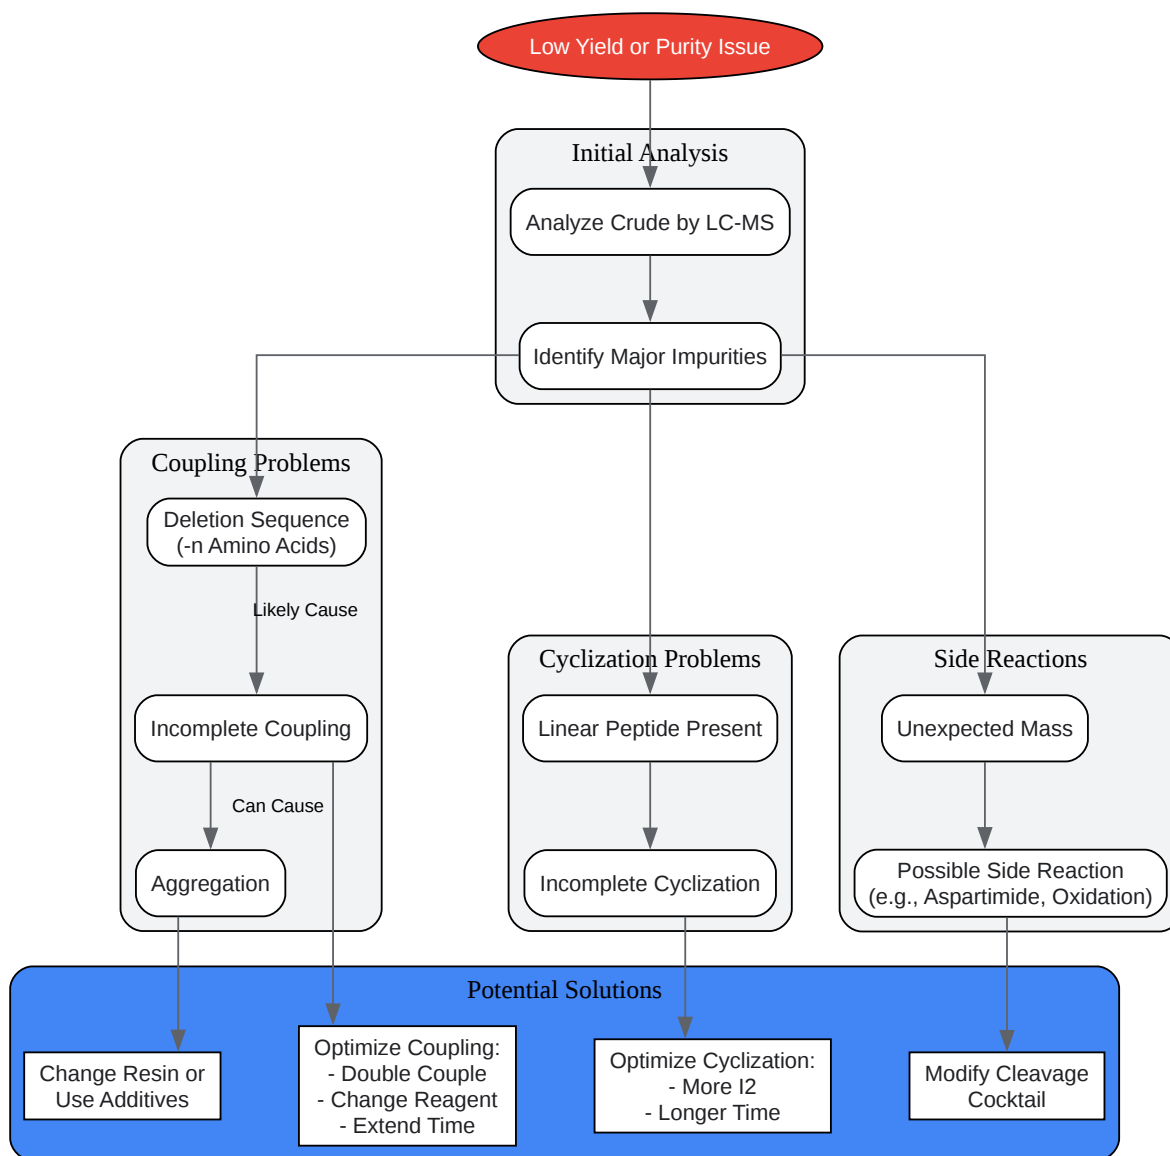 Low Yield or Purity Issue
Initial Analysis
Analyze Crude by LC-MS
Identify Major Impurities
Coupling Problems
Deletion Sequence
(-n Amino Acids)
Likely Cause
Incomplete Coupling
Can Cause
Aggregation
Cyclization Problems
Linear Peptide Present
Incomplete Cyclization
Side Reactions
Unexpected Mass
Possible Side Reaction
(e.g., Aspartimide, Oxidation)
Potential Solutions
Change Resin or
Use Additives
Optimize Coupling:
- Double Couple
- Change Reagent
- Extend Time
Optimize Cyclization:
- More I2
- Longer Time
Modify Cleavage
Cocktail